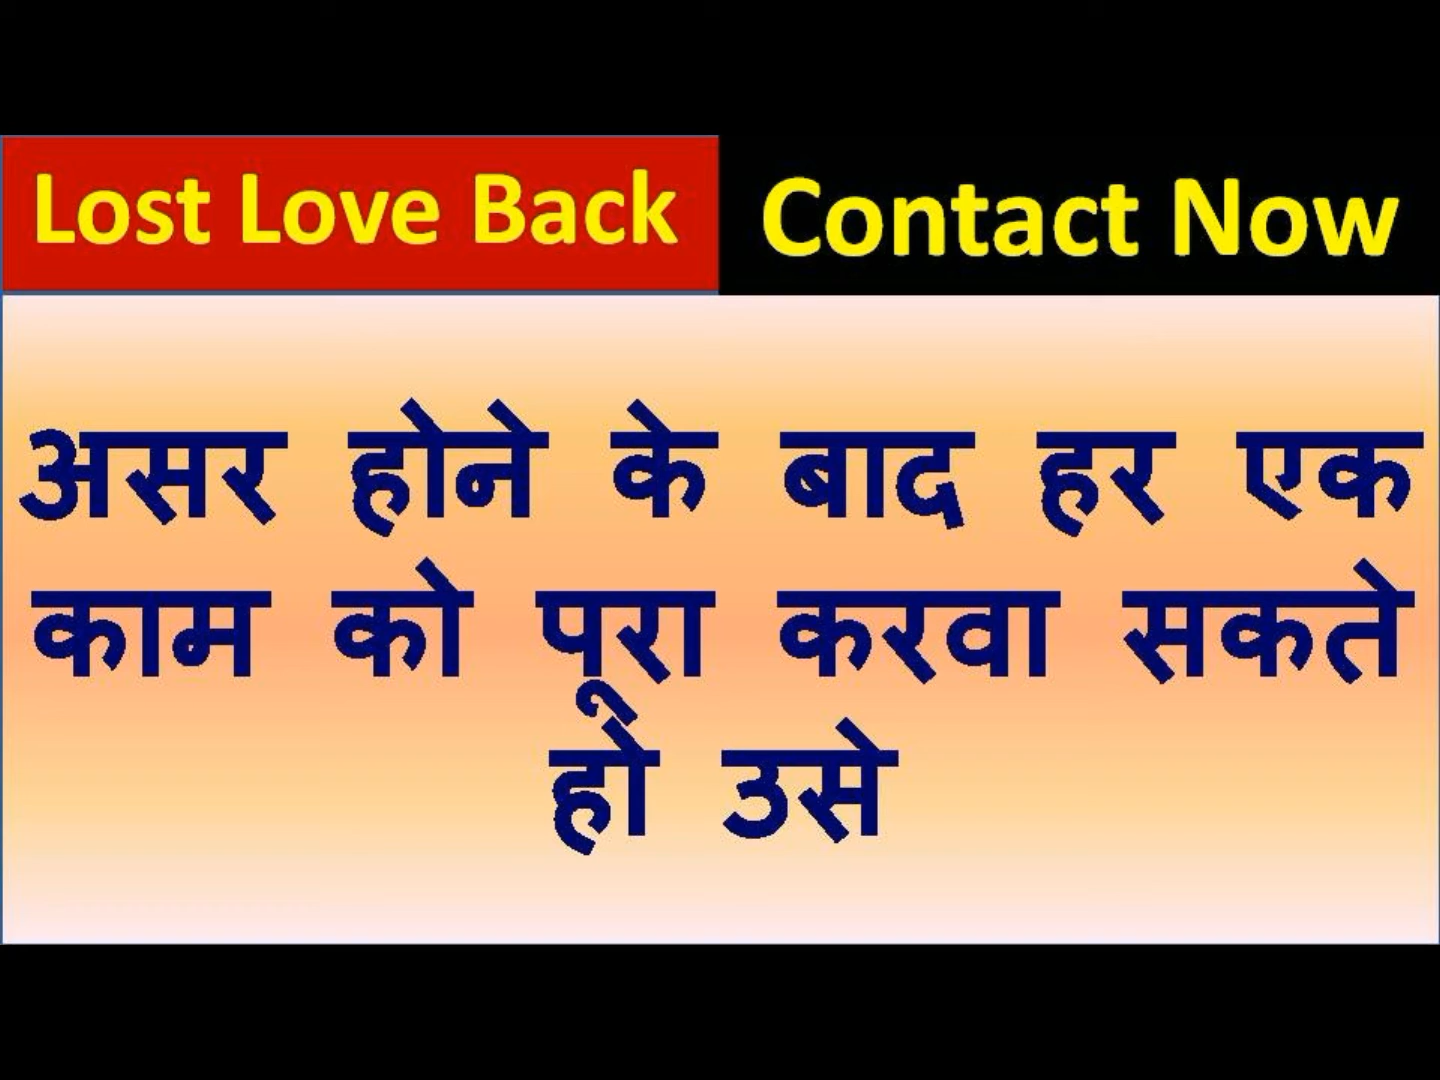 Lost Love Back
Contact Now
असर होने के बाद हर एक
काम को पूरा करवा सकते
हो उसे